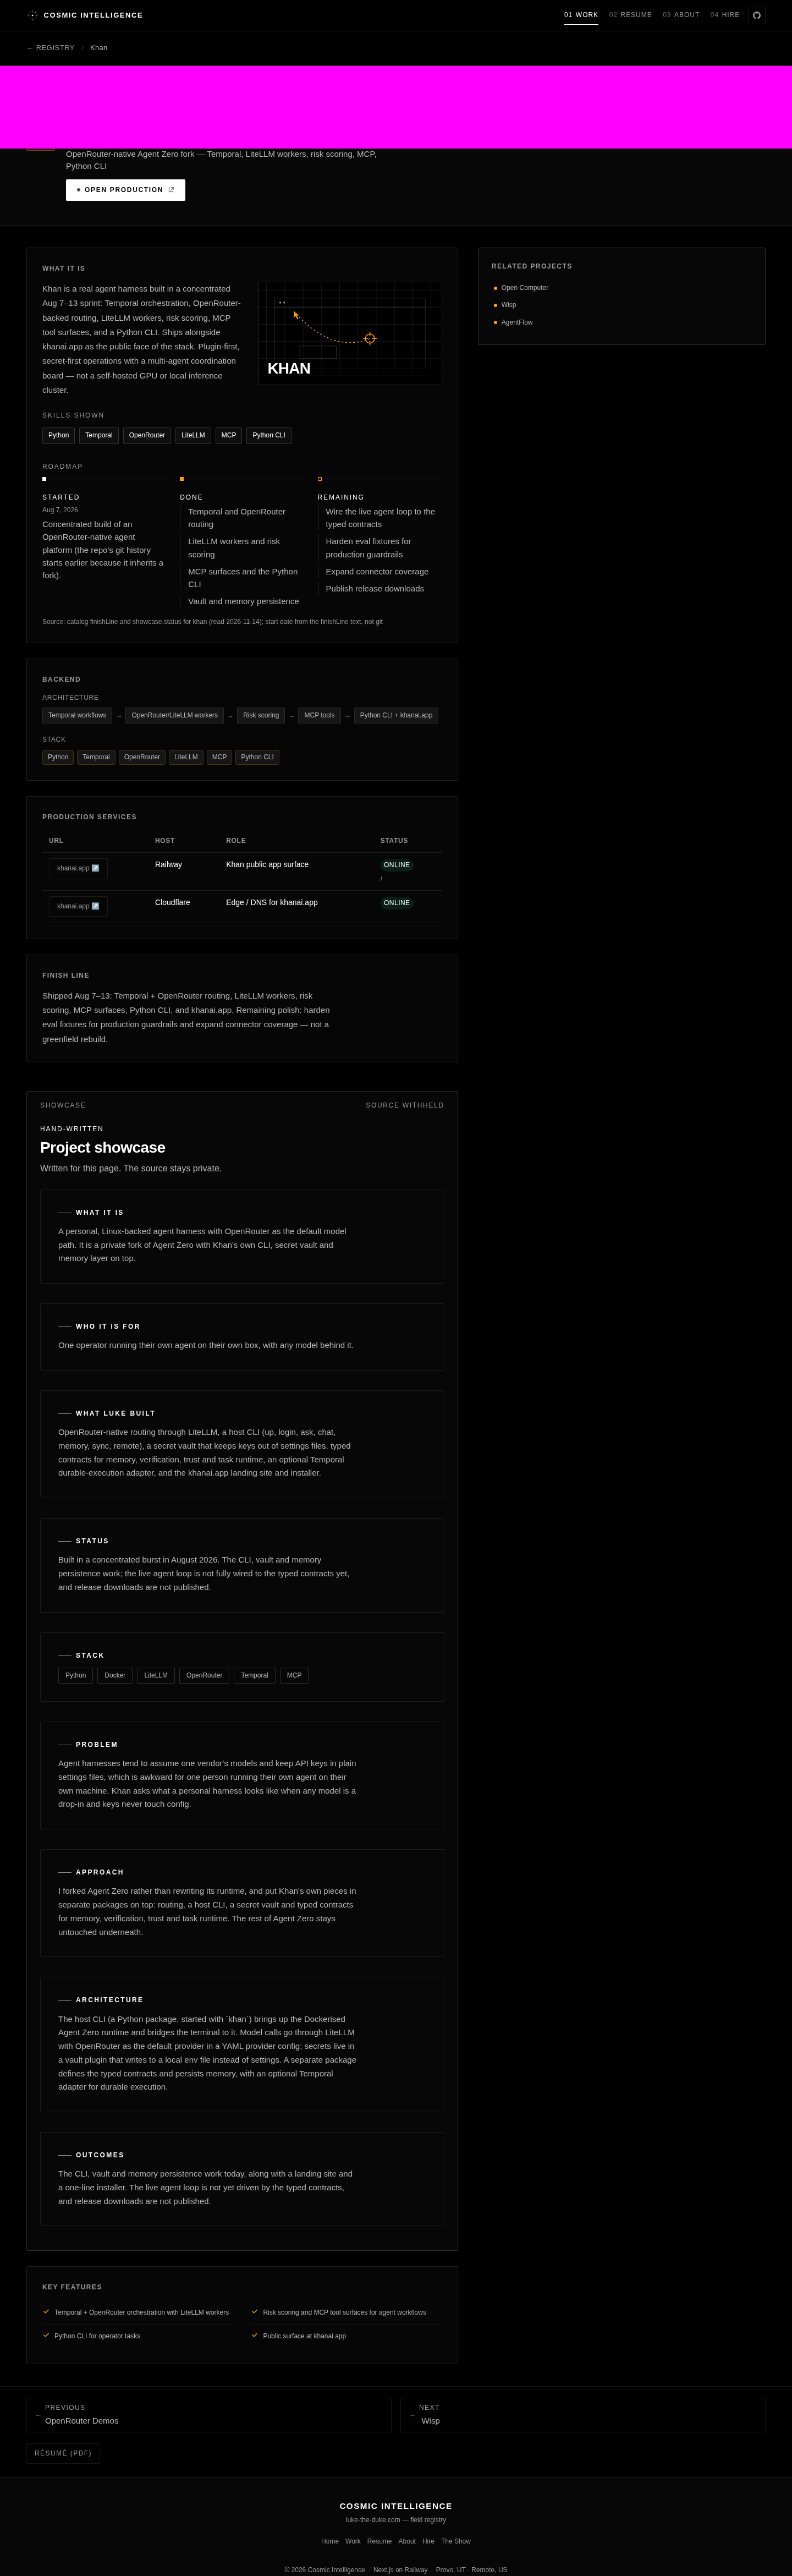 COSMIC INTELLIGENCE
01 WORK 02 RESUME 03 ABOUT 04 HIRE
← REGISTRY › Khan
OpenRouter-native Agent Zero fork — Temporal, LiteLLM workers, risk scoring, MCP,
Python CLI
OPEN PRODUCTION
WHAT IT IS
Khan is a real agent harness built in a concentrated
Aug 7–13 sprint: Temporal orchestration, OpenRouter-
backed routing, LiteLLM workers, risk scoring, MCP
tool surfaces, and a Python CLI. Ships alongside
khanai.app as the public face of the stack. Plugin-first,
secret-first operations with a multi-agent coordination
board — not a self-hosted GPU or local inference
cluster.
KHAN
SKILLS SHOWN
Python Temporal OpenRouter LiteLLM MCP Python CLI
ROADMAP
STARTED
Aug 7, 2026
Concentrated build of an
OpenRouter-native agent
platform (the repo's git history
starts earlier because it inherits a
fork).
DONE
Temporal and OpenRouter
routing
LiteLLM workers and risk
scoring
MCP surfaces and the Python
CLI
Vault and memory persistence
REMAINING
Wire the live agent loop to the
typed contracts
Harden eval fixtures for
production guardrails
Expand connector coverage
Publish release downloads
Source: catalog finishLine and showcase.status for khan (read 2026-11-14); start date from the finishLine text, not git
RELATED PROJECTS
Open Computer
Wisp
AgentFlow
BACKEND
ARCHITECTURE
Temporal workflows → OpenRouter/LiteLLM workers → Risk scoring → MCP tools → Python CLI + khanai.app
STACK
Python Temporal OpenRouter LiteLLM MCP Python CLI
PRODUCTION SERVICES
URL HOST ROLE STATUS
khanai.app ↗ Railway Khan public app surface ONLINE
/
khanai.app ↗ Cloudflare Edge / DNS for khanai.app ONLINE
FINISH LINE
Shipped Aug 7–13: Temporal + OpenRouter routing, LiteLLM workers, risk
scoring, MCP surfaces, Python CLI, and khanai.app. Remaining polish: harden
eval fixtures for production guardrails and expand connector coverage — not a
greenfield rebuild.
SHOWCASE SOURCE WITHHELD
HAND-WRITTEN
Project showcase
Written for this page. The source stays private.
WHAT IT IS
A personal, Linux-backed agent harness with OpenRouter as the default model
path. It is a private fork of Agent Zero with Khan's own CLI, secret vault and
memory layer on top.
WHO IT IS FOR
One operator running their own agent on their own box, with any model behind it.
WHAT LUKE BUILT
OpenRouter-native routing through LiteLLM, a host CLI (up, login, ask, chat,
memory, sync, remote), a secret vault that keeps keys out of settings files, typed
contracts for memory, verification, trust and task runtime, an optional Temporal
durable-execution adapter, and the khanai.app landing site and installer.
STATUS
Built in a concentrated burst in August 2026. The CLI, vault and memory
persistence work; the live agent loop is not fully wired to the typed contracts yet,
and release downloads are not published.
STACK
Python Docker LiteLLM OpenRouter Temporal MCP
PROBLEM
Agent harnesses tend to assume one vendor's models and keep API keys in plain
settings files, which is awkward for one person running their own agent on their
own machine. Khan asks what a personal harness looks like when any model is a
drop-in and keys never touch config.
APPROACH
I forked Agent Zero rather than rewriting its runtime, and put Khan's own pieces in
separate packages on top: routing, a host CLI, a secret vault and typed contracts
for memory, verification, trust and task runtime. The rest of Agent Zero stays
untouched underneath.
ARCHITECTURE
The host CLI (a Python package, started with `khan`) brings up the Dockerised
Agent Zero runtime and bridges the terminal to it. Model calls go through LiteLLM
with OpenRouter as the default provider in a YAML provider config; secrets live in
a vault plugin that writes to a local env file instead of settings. A separate package
defines the typed contracts and persists memory, with an optional Temporal
adapter for durable execution.
OUTCOMES
The CLI, vault and memory persistence work today, along with a landing site and
a one-line installer. The live agent loop is not yet driven by the typed contracts,
and release downloads are not published.
KEY FEATURES
Temporal + OpenRouter orchestration with LiteLLM workers
Risk scoring and MCP tool surfaces for agent workflows
Python CLI for operator tasks
Public surface at khanai.app
← PREVIOUS
OpenRouter Demos
→ NEXT
Wisp
RÉSUMÉ (PDF)
COSMIC INTELLIGENCE
luke-the-duke.com — field registry
Home Work Resume About Hire The Show
© 2026 Cosmic Intelligence · Next.js on Railway · Provo, UT · Remote, US